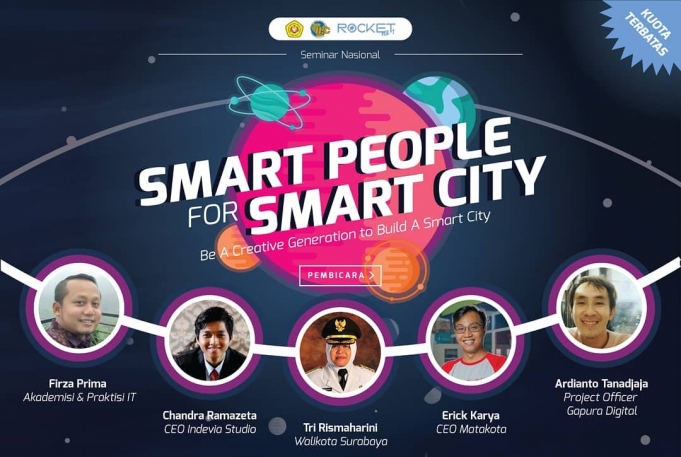 ROCKET
Seminar Nasional
KUOTA
TERBATAS
SMART PEOPLE
FOR SMART CITY
Be A Creative Generation to Build A Smart City
PEMBICARA >
Firza Prima
Akademisi & Praktisi IT
Chandra Ramazeta
CEO Indevia Studio
Tri Rismaharini
Walikota Surabaya
Erick Karya
CEO Matakota
Ardianto Tanadjaja
Project Officer
Gapura Digital